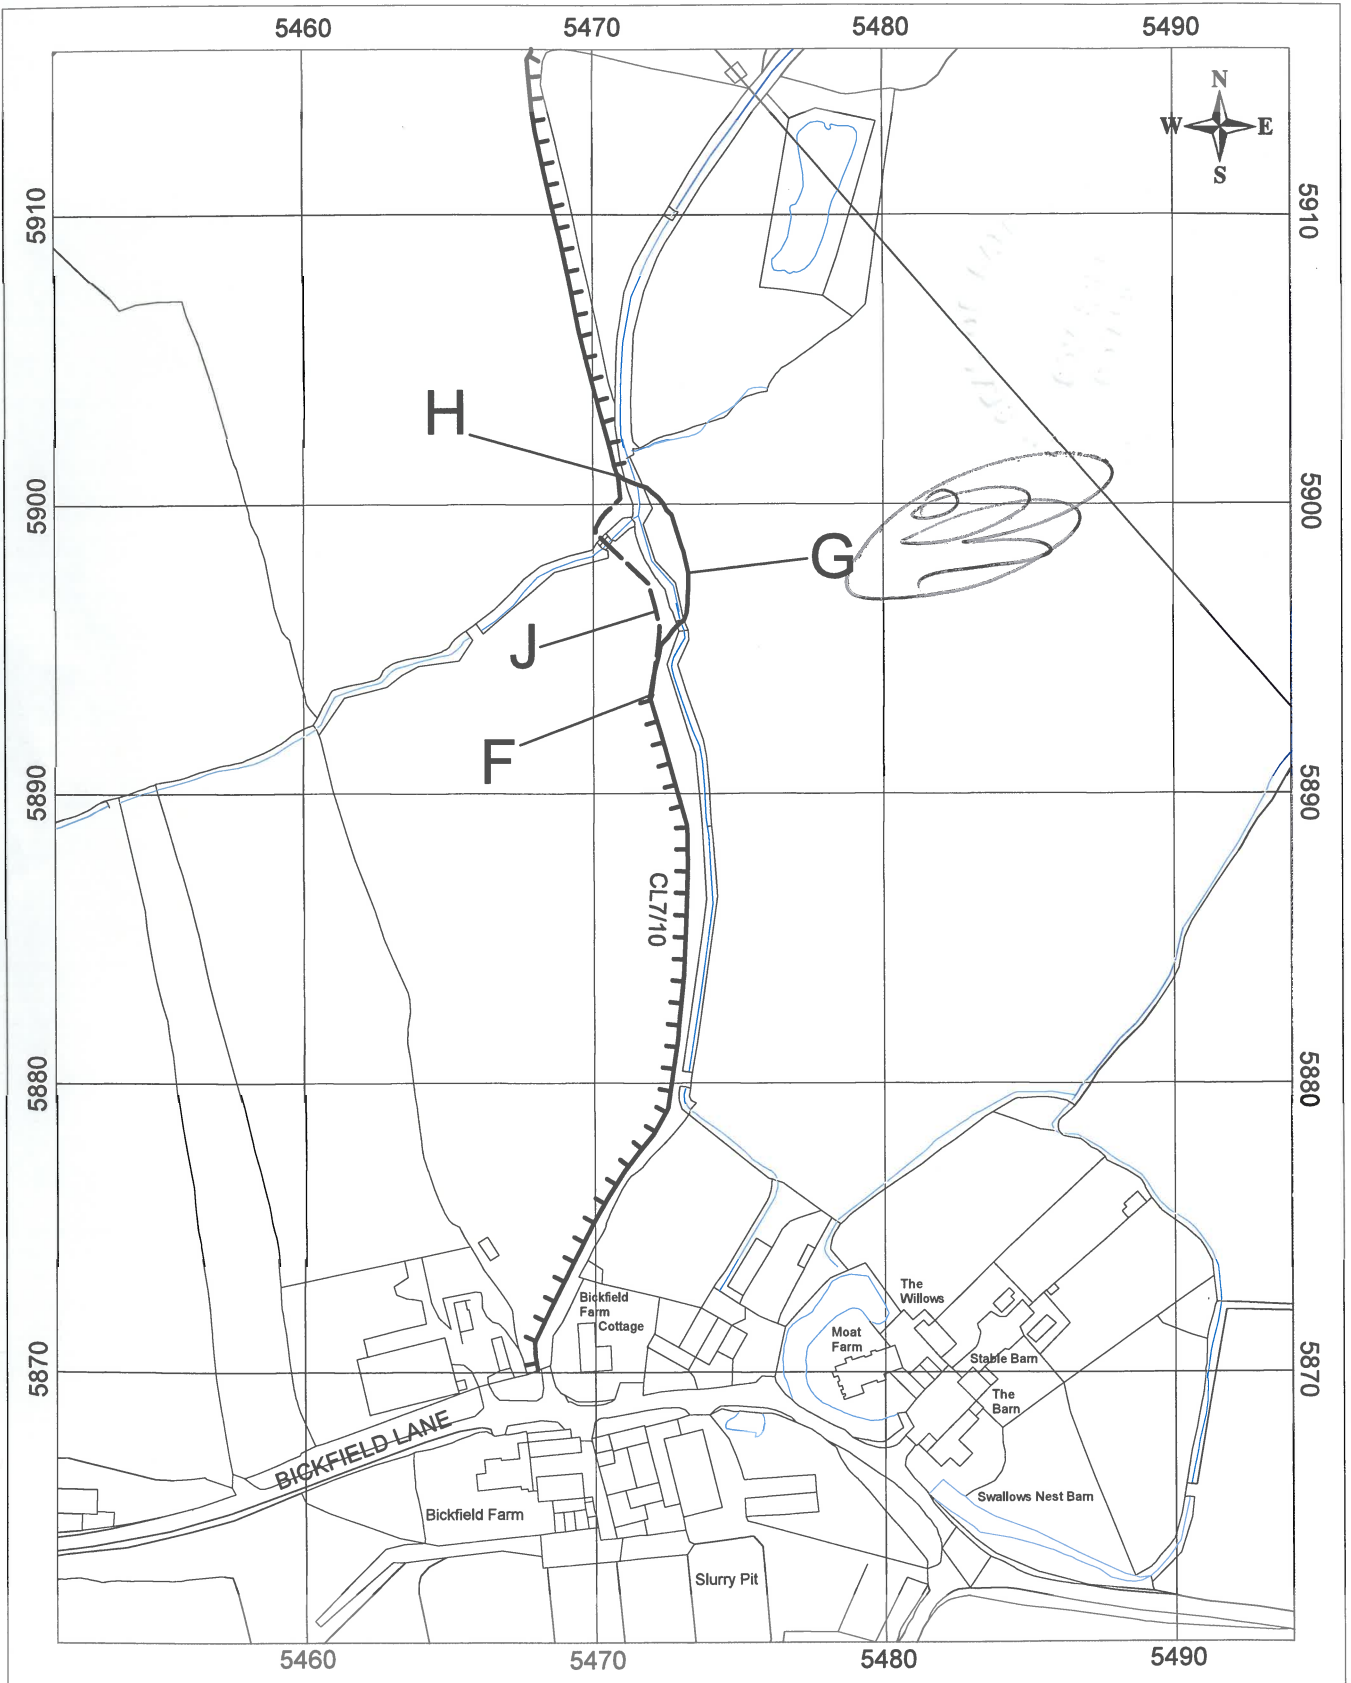 5460 5470 5480 5490
N
W E
S
5910 5910
H
5900 5900
G
J
F
5890 5890
CL7/10
5880 5880
The
Willows
Bickfield
Farm
Cottage
Moat
Farm
Stable Barn
5870 5870
The
Barn
BICKFIELD LANE
Swallows Nest Barn
Bickfield Farm
Slurry Pit
5460 5470 5480 5490